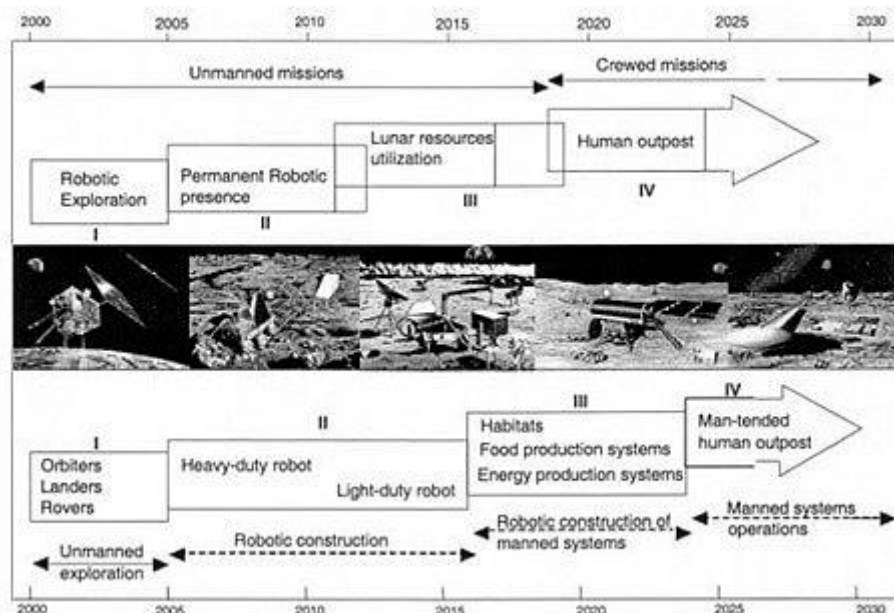 2000 2005 2010 2015 2020 2025 2030
Unmanned missions
Crewed missions
Robotic
Exploration
I
Permanent Robotic
presence
II
Lunar resources
utilization
III
Human outpost
IV
I
Orbiters
Landers
Rovers
II
Heavy-duty robot
Light-duty robot
III
Habitats
Food production systems
Energy production systems
IV
Man-tended
human outpost
Unmanned
exploration
Robotic construction
Robotic construction of
manned systems
Manned systems
operations
2000 2005 2010 2015 2020 2025 2030